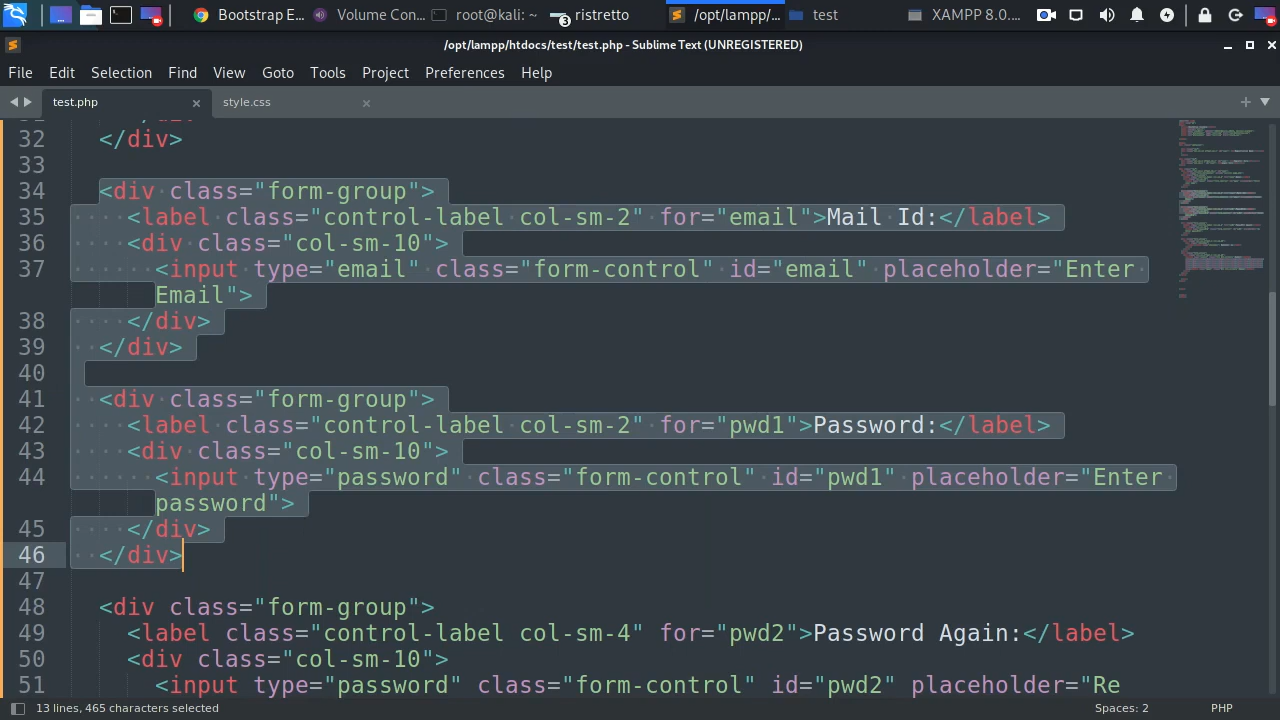 Bootstrap E...
Volume Con...
root@kali: ~
3
ristretto
/opt/lampp/...
test
XAMPP 8.0....
/opt/lampp/htdocs/test/test.php - Sublime Text (UNREGISTERED)
File Edit Selection Find View Goto Tools Project Preferences Help
test.php
style.css
32 </div>
33
34 <div class="form-group">
35 <label class="control-label col-sm-2" for="email">Mail Id:</label>
36 <div class="col-sm-10">
37 <input type="email" class="form-control" id="email" placeholder="Enter
Email">
38 </div>
39 </div>
40
41 <div class="form-group">
42 <label class="control-label col-sm-2" for="pwd1">Password:</label>
43 <div class="col-sm-10">
44 <input type="password" class="form-control" id="pwd1" placeholder="Enter
password">
45 </div>
46 </div>
47
48 <div class="form-group">
49 <label class="control-label col-sm-4" for="pwd2">Password Again:</label>
50 <div class="col-sm-10">
51 <input type="password" class="form-control" id="pwd2" placeholder="Re
13 lines, 465 characters selected
Spaces: 2
PHP